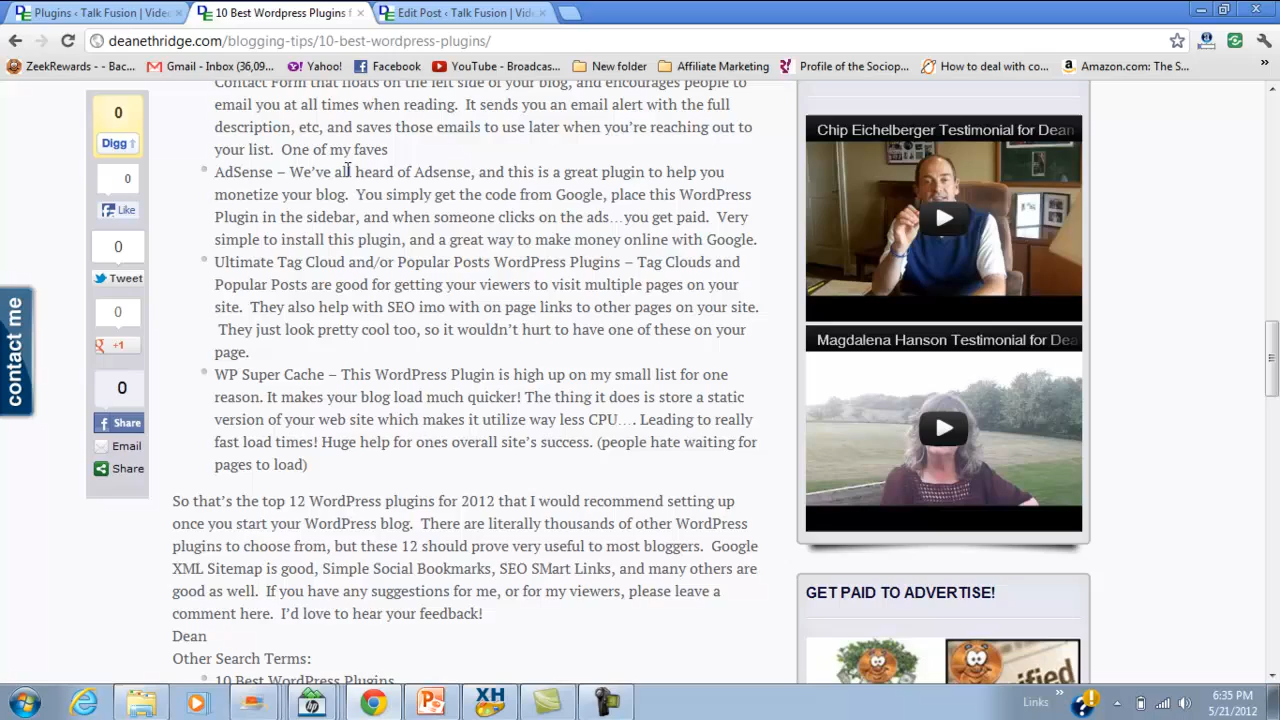 Plugins ‹ Talk Fusion | Vide
10 Best Wordpress Plugins f
Edit Post ‹ Talk Fusion | Vid
deanethridge.com/blogging-tips/10-best-wordpress-plugins/
ZeekRewards -- Bac...
Gmail - Inbox (36,09...
Yahoo!
Facebook
YouTube - Broadcas...
New folder
Affiliate Marketing
Profile of the Sociop...
How to deal with co...
Amazon.com: The S...
»
Contact Form that floats on the left side of your blog, and encourages people to
email you at all times when reading.  It sends you an email alert with the full
description, etc, and saves those emails to use later when you're reaching out to
your list.  One of my faves
AdSense – We've all heard of Adsense, and this is a great plugin to help you
monetize your blog.  You simply get the code from Google, place this WordPress
Plugin in the sidebar, and when someone clicks on the ads…you get paid.  Very
simple to install this plugin, and a great way to make money online with Google.
Ultimate Tag Cloud and/or Popular Posts WordPress Plugins – Tag Clouds and
Popular Posts are good for getting your viewers to visit multiple pages on your
site.  They also help with SEO imo with on page links to other pages on your site.
They just look pretty cool too, so it wouldn't hurt to have one of these on your
page.
WP Super Cache – This WordPress Plugin is high up on my small list for one
reason. It makes your blog load much quicker! The thing it does is store a static
version of your web site which makes it utilize way less CPU…. Leading to really
fast load times! Huge help for ones overall site's success. (people hate waiting for
pages to load)
So that's the top 12 WordPress plugins for 2012 that I would recommend setting up
once you start your WordPress blog.  There are literally thousands of other WordPress
plugins to choose from, but these 12 should prove very useful to most bloggers.  Google
XML Sitemap is good, Simple Social Bookmarks, SEO SMart Links, and many others are
good as well.  If you have any suggestions for me, or for my viewers, please leave a
comment here.  I'd love to hear your feedback!
Dean
Other Search Terms:
10 Best WordPress Plugins
0
Digg
0
Like
0
Tweet
0
+1
0
Share
Email
Share
contact me
Chip Eichelberger Testimonial for Dean
Magdalena Hanson Testimonial for Dea
GET PAID TO ADVERTISE!
Links
»
6:35 PM
5/21/2012